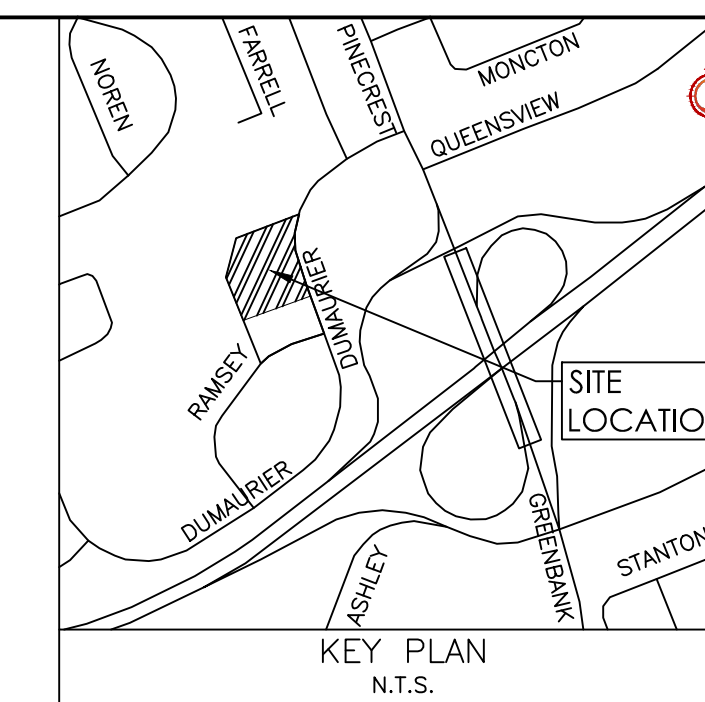 NOREN
FARRELL
PINECREST
MONCTON
QUEENSVIEW
DUMAURIER
RAMSEY
SITE
LOCATIO
DUMAURIER
GREENBANK
ASHLEY
STANTON
KEY PLAN
N.T.S.